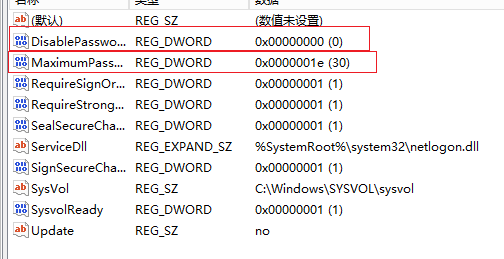 名称 类型 数据
(默认) REG_SZ (数值未设置)
DisablePasswo... REG_DWORD 0x00000000 (0)
MaximumPass... REG_DWORD 0x0000001e (30)
RequireSignOr... REG_DWORD 0x00000001 (1)
RequireStrong... REG_DWORD 0x00000001 (1)
SealSecureCha... REG_DWORD 0x00000001 (1)
ServiceDll REG_EXPAND_SZ %SystemRoot%\system32\netlogon.dll
SignSecureCha... REG_DWORD 0x00000001 (1)
SysVol REG_SZ C:\Windows\SYSVOL\sysvol
SysvolReady REG_DWORD 0x00000001 (1)
Update REG_SZ no